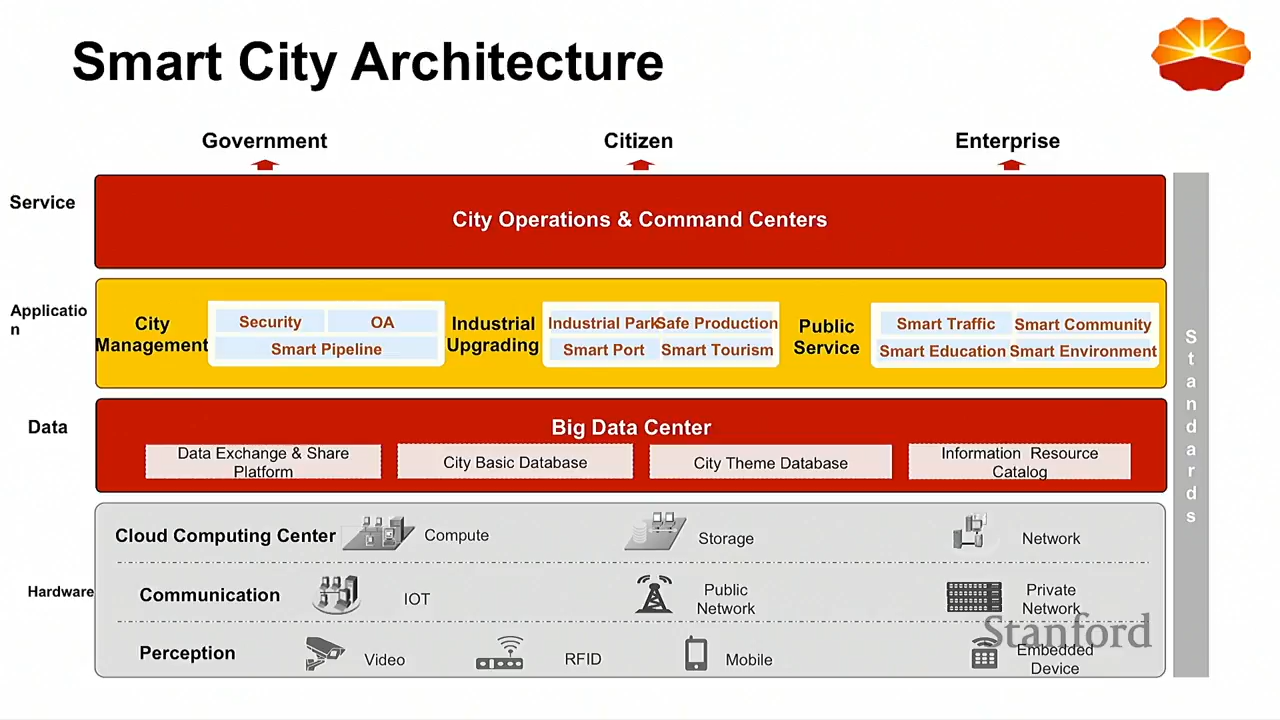 Smart City Architecture
Government
Citizen
Enterprise
Service
City Operations & Command Centers
Applicatio
n
City
Management
Security
OA
Smart Pipeline
Industrial
Upgrading
Industrial Park
Safe Production
Smart Port
Smart Tourism
Public
Service
Smart Traffic
Smart Community
Smart Education
Smart Environment
Data
Big Data Center
Data Exchange & Share
Platform
City Basic Database
City Theme Database
Information Resource
Catalog
Hardware
Cloud Computing Center
Compute
Storage
Network
Communication
IOT
Public
Network
Private
Network
Perception
Video
RFID
Mobile
Embedded
Device
Stanford
S
t
a
n
d
a
r
d
s